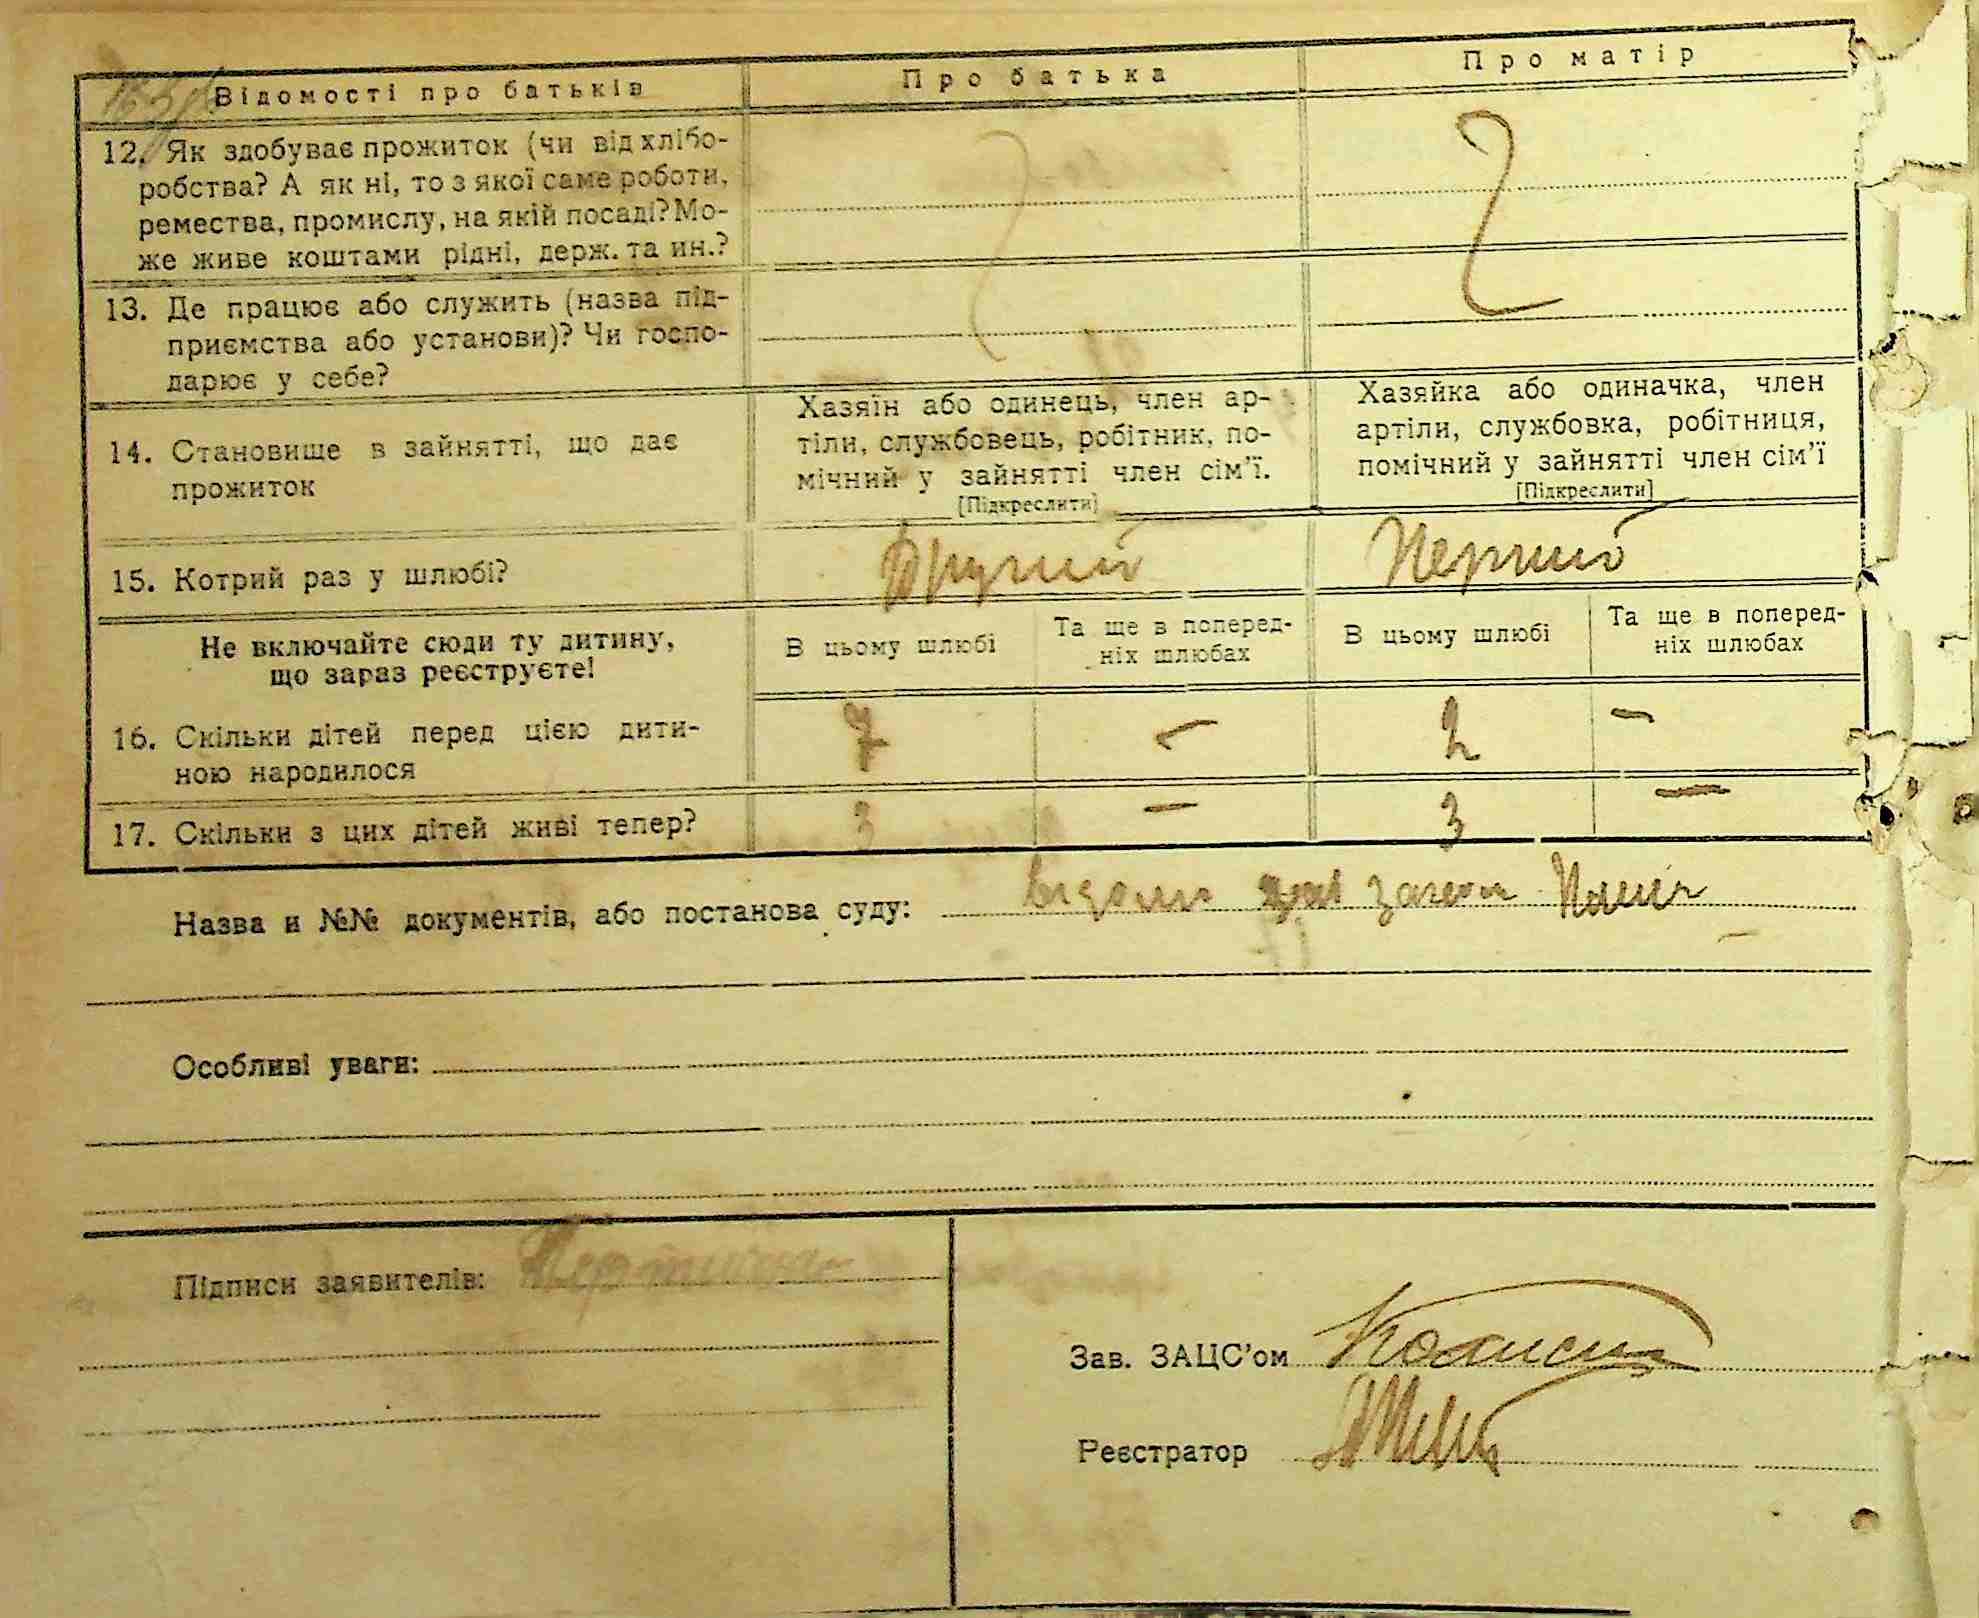 Відомості про батьків
Про батька
Про матір
12. Як здобуває прожиток (чи від хлібо-
робства? А як ні, то з якої саме роботи,
ремества, промислу, на якій посаді? Мо-
же живе коштами рідні, держ. та ин.?
13. Де працює або служить (назва під-
приємства або установи)? Чи госпо-
дарює у себе?
14. Становище в зайнятті, що дає
прожиток
Хазяїн або одинець, член ар-
тіли, службовець, робітник, по-
мічний у зайнятті член сім'ї.
[Підкреслити]
Хазяйка або одиначка, член
артіли, службовка, робітниця,
помічний у зайнятті член сім'ї
[Підкреслити]
15. Котрий раз у шлюбі?
Другий
Перший
Не включайте сюди ту дитину,
що зараз реєструєте!
В цьому шлюбі
Та ще в поперед-
ніх шлюбах
В цьому шлюбі
Та ще в поперед-
ніх шлюбах
16. Скільки дітей перед цією дити-
ною народилося
7 – 2 –
17. Скільки з цих дітей живі тепер?
3 – 3 –
Назва и №№ документів, або постанова суду:
Особливі уваги:
Підписи заявителів:
Зав. ЗАЦС'ом
Реєстратор